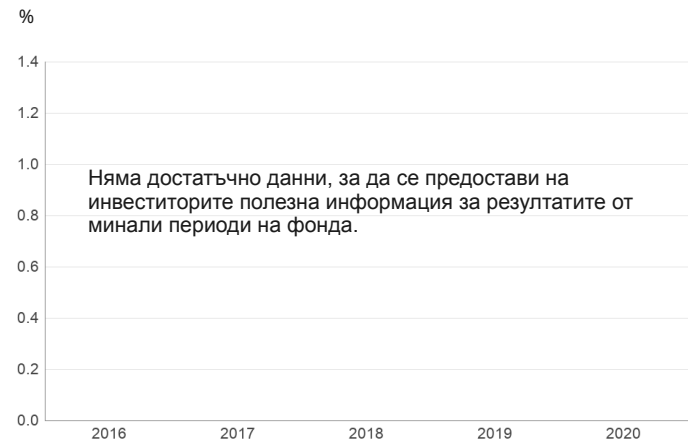 %
1.4
1.2
1.0
Няма достатъчно данни, за да се предостави на
инвеститорите полезна информация за резултатите от
минали периоди на фонда.
0.8
0.6
0.4
0.2
0.0
2016 2017 2018 2019 2020